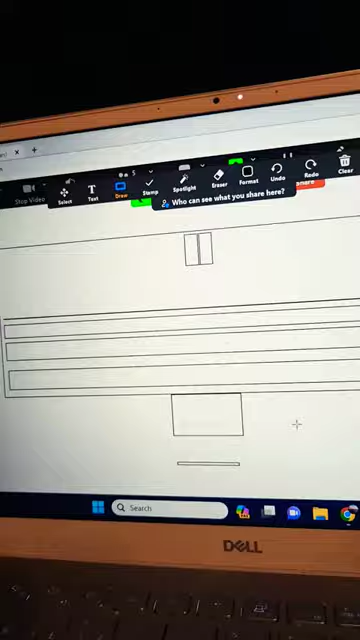 Stop Video
Select
Text
Draw
Stamp
Spotlight
Eraser
Format
Undo
Redo
Clear
Who can see what you share here?
Search
DELL